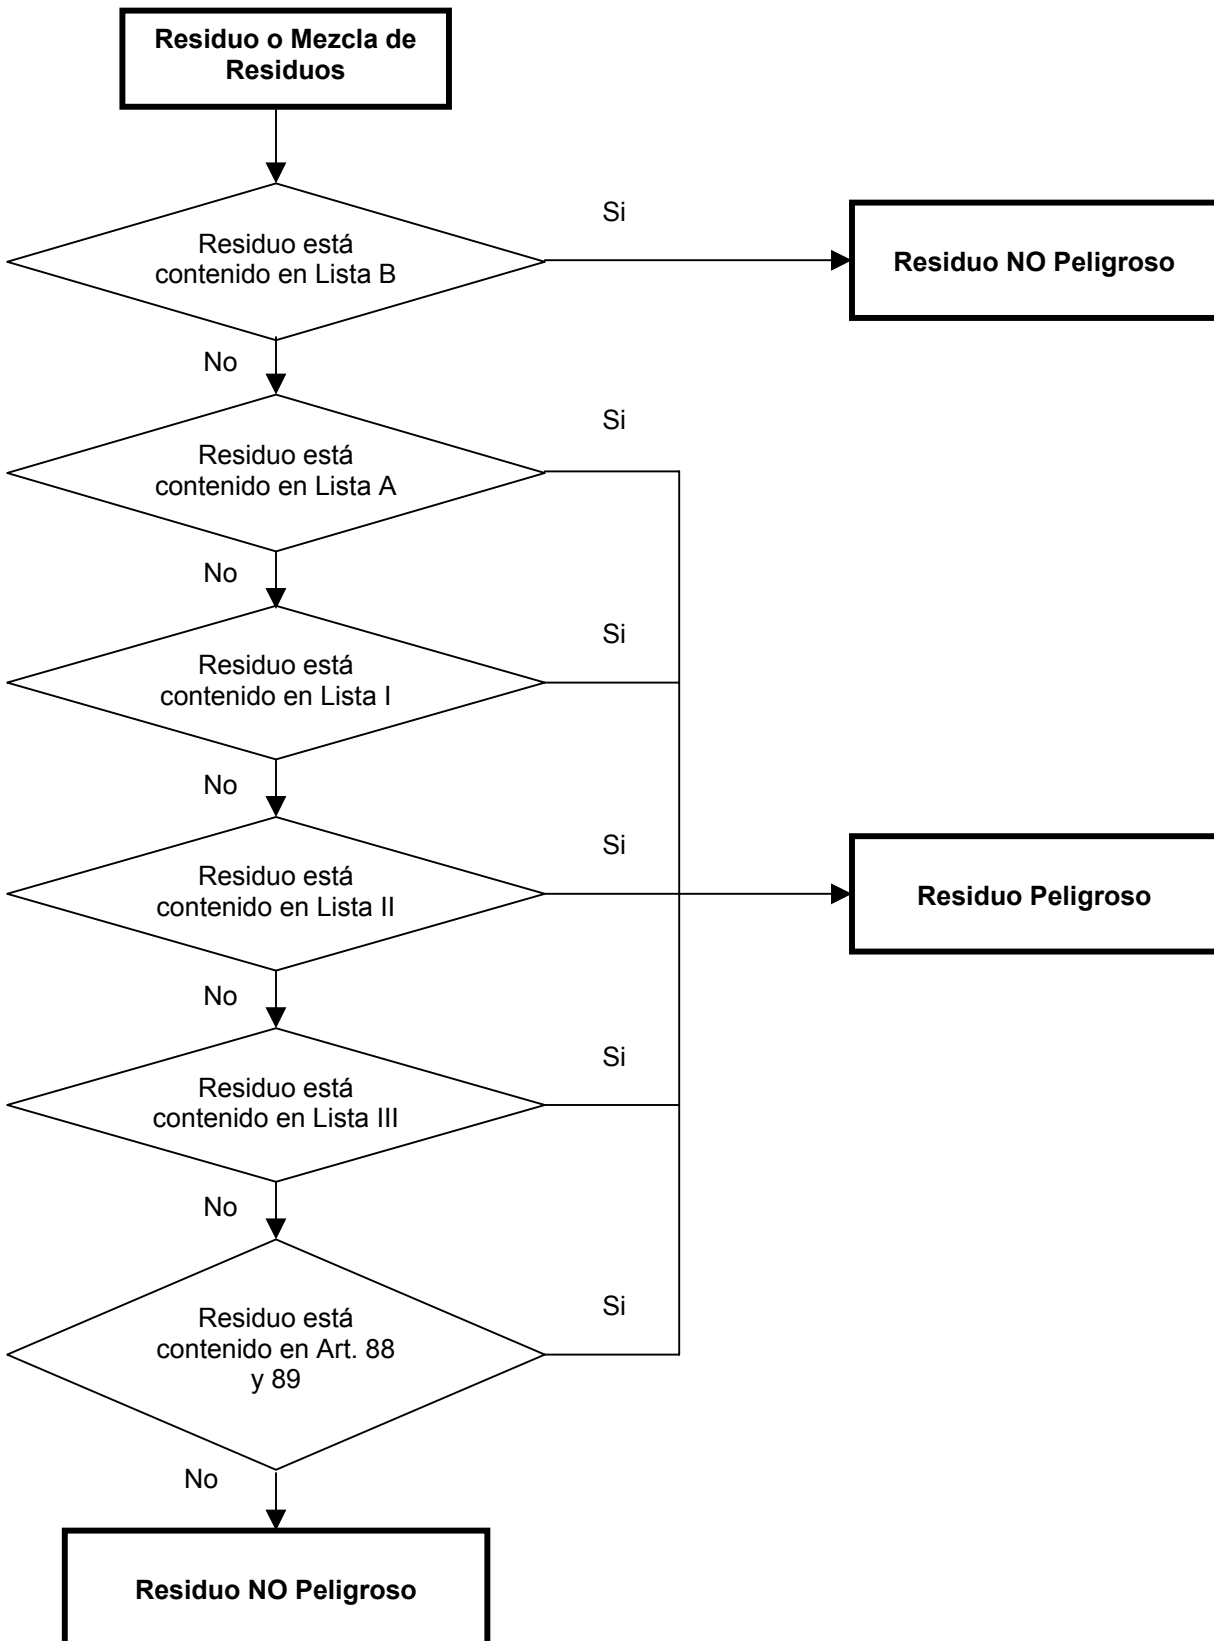 Residuo o Mezcla de
Residuos
Residuo está
contenido en Lista B
Si
Residuo NO Peligroso
No
Residuo está
contenido en Lista A
Si
No
Residuo está
contenido en Lista I
Si
No
Residuo está
contenido en Lista II
Si
Residuo Peligroso
No
Residuo está
contenido en Lista III
Si
No
Residuo está
contenido en Art. 88
y 89
Si
No
Residuo NO Peligroso